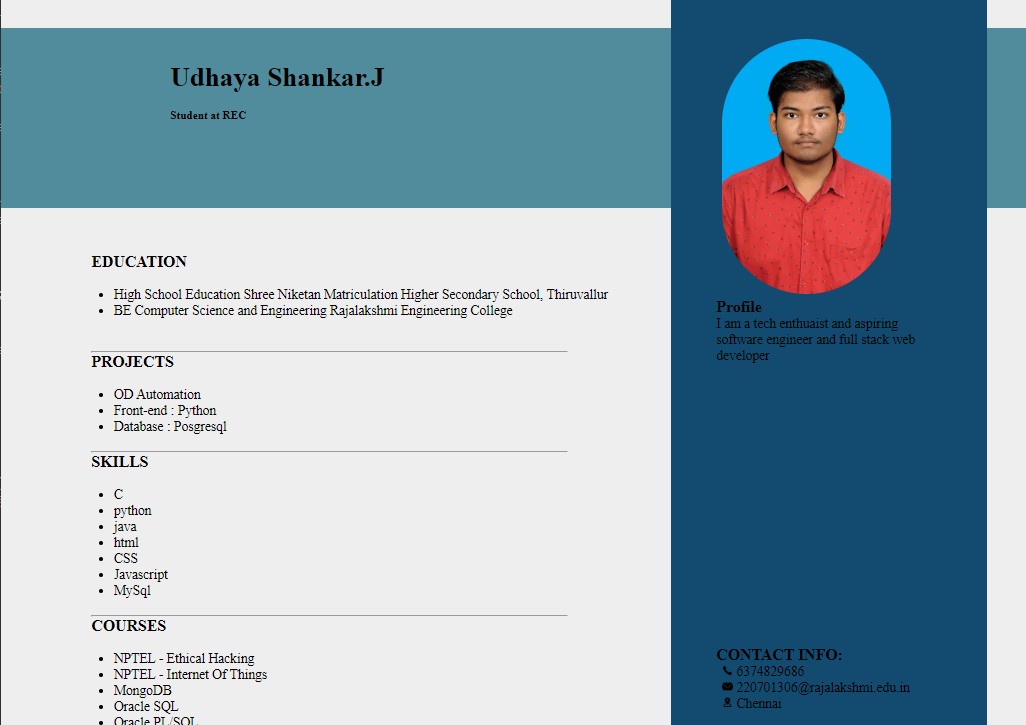 Udhaya Shankar.J
Student at REC
EDUCATION
High School Education Shree Niketan Matriculation Higher Secondary School, Thiruvallur
BE Computer Science and Engineering Rajalakshmi Engineering College
PROJECTS
OD Automation
Front-end : Python
Database : Posgresql
SKILLS
C
python
java
html
CSS
Javascript
MySql
COURSES
NPTEL - Ethical Hacking
NPTEL - Internet Of Things
MongoDB
Oracle SQL
Oracle PL/SQL
Profile
I am a tech enthuaist and aspiring
software engineer and full stack web
developer
CONTACT INFO:
6374829686
220701306@rajalakshmi.edu.in
Chennai